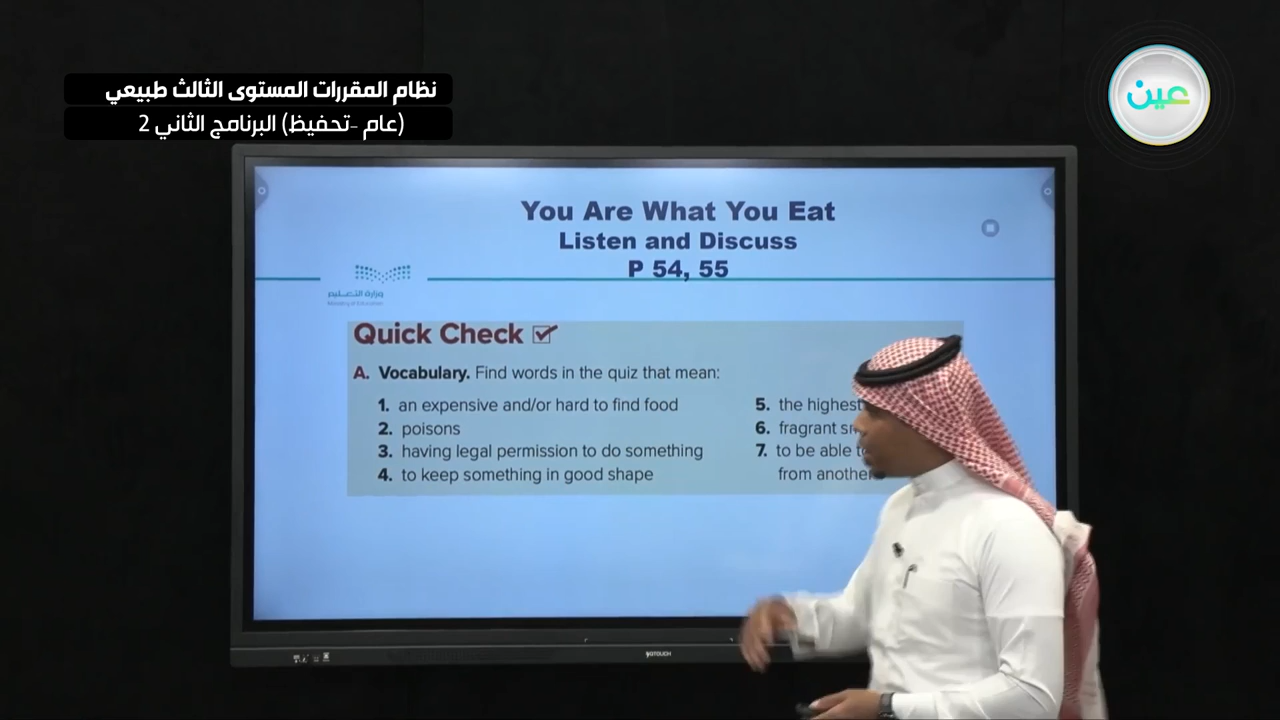 نظام المقررات المستوى الثالث طبيعي
(عام -تحفيظ) البرنامج الثاني 2
عين
You Are What You Eat
Listen and Discuss
P 54, 55
وزارة التعليم
Ministry of Education
Quick Check
A. Vocabulary. Find words in the quiz that mean:
1. an expensive and/or hard to find food
2. poisons
3. having legal permission to do something
4. to keep something in good shape
5. the highest
6. fragrant
7. to be able
from another